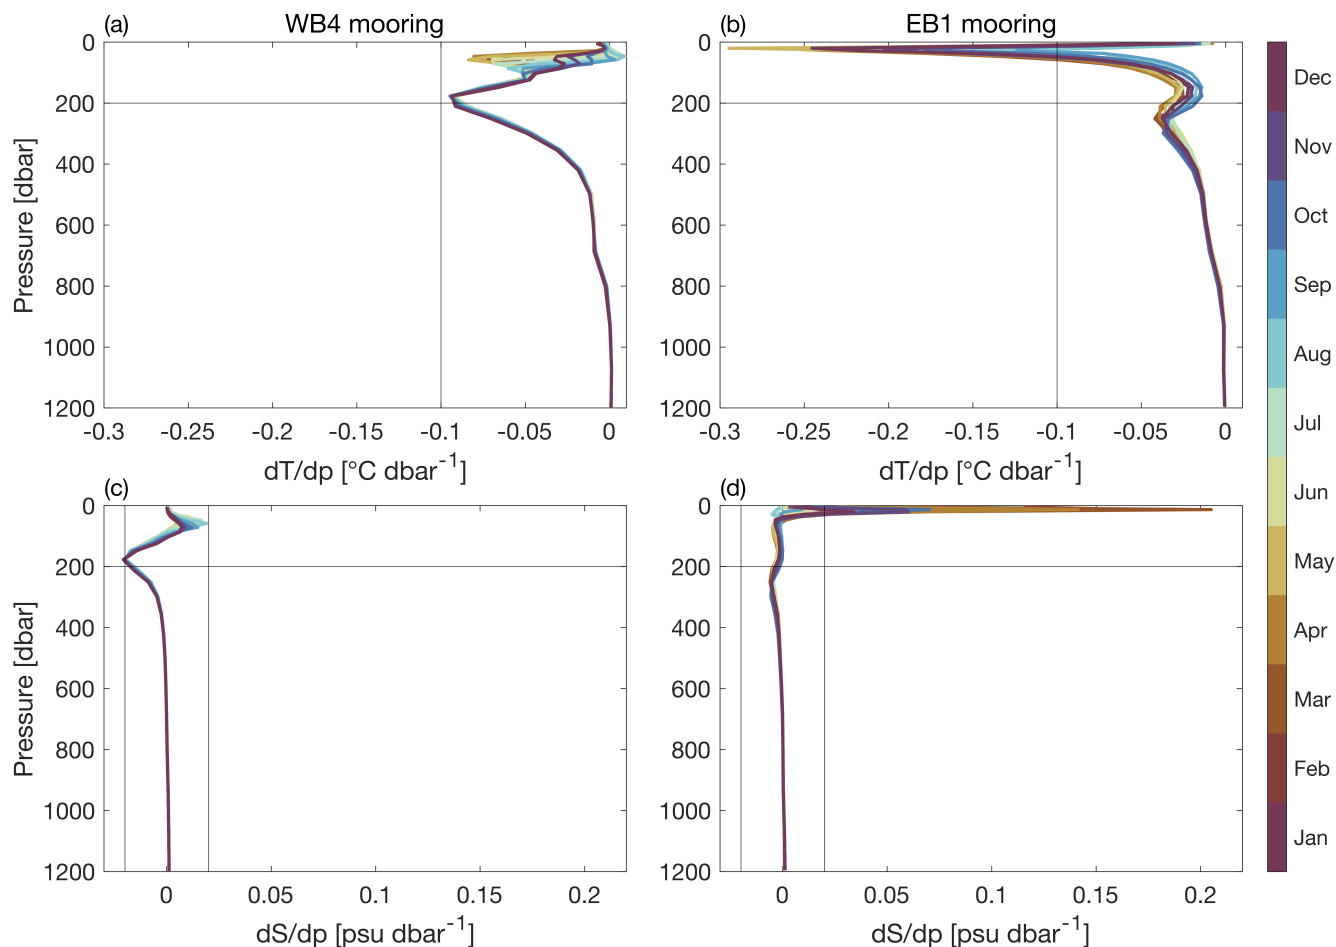 (a) WB4 mooring
(b) EB1 mooring
0
200
400
600
800
1000
1200
Pressure [dbar]
-0.3 -0.25 -0.2 -0.15 -0.1 -0.05 0
dT/dp [°C dbar-1]
0
200
400
600
800
1000
1200
-0.3 -0.25 -0.2 -0.15 -0.1 -0.05 0
dT/dp [°C dbar-1]
(c)
0
200
400
600
800
1000
1200
Pressure [dbar]
0 0.05 0.1 0.15 0.2
dS/dp [psu dbar-1]
(d)
0
200
400
600
800
1000
1200
0 0.05 0.1 0.15 0.2
dS/dp [psu dbar-1]
Dec
Nov
Oct
Sep
Aug
Jul
Jun
May
Apr
Mar
Feb
Jan